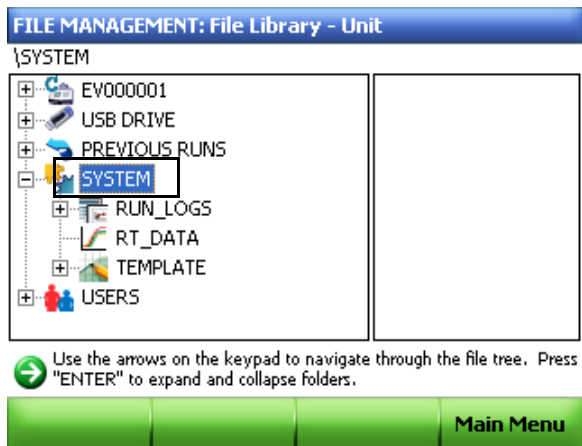 FILE MANAGEMENT: File Library - Unit
\SYSTEM
EV000001
USB DRIVE
PREVIOUS RUNS
SYSTEM
RUN_LOGS
RT_DATA
TEMPLATE
USERS
Use the arrows on the keypad to navigate through the file tree. Press
"ENTER" to expand and collapse folders.
Main Menu